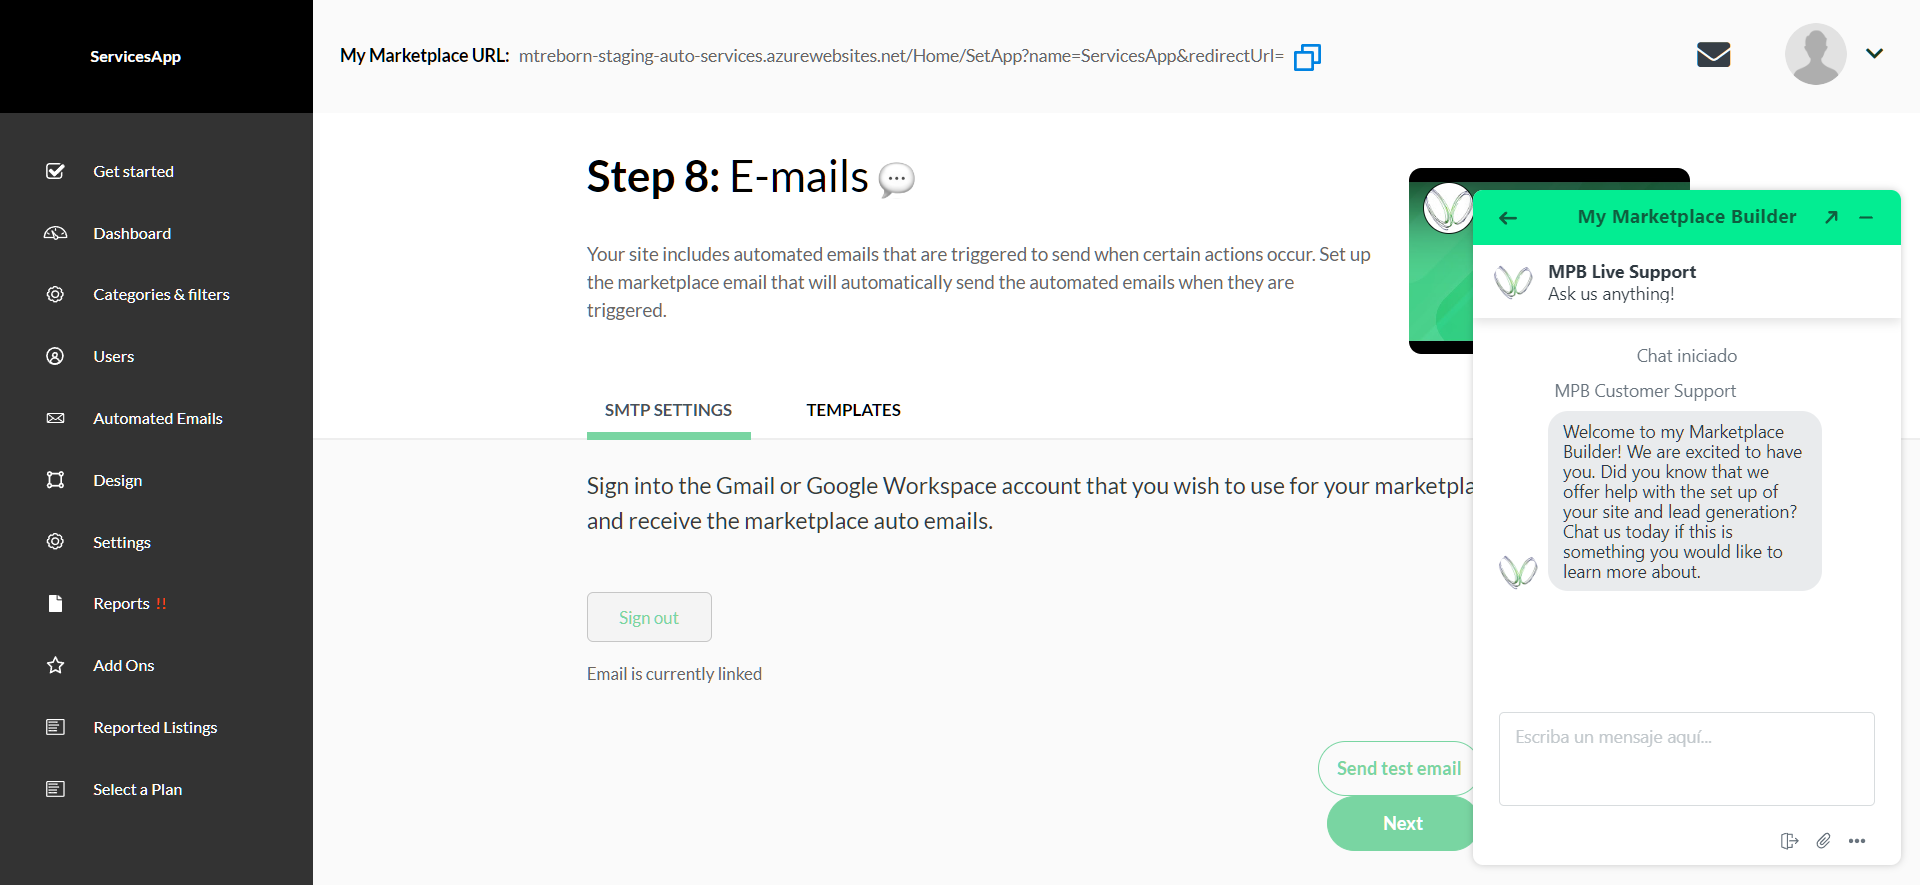 ServicesApp
My Marketplace URL: mtreborn-staging-auto-services.azurewebsites.net/Home/SetApp?name=ServicesApp&redirectUrl=
Get started
Dashboard
Categories & filters
Users
Automated Emails
Design
Settings
Reports !!
Add Ons
Reported Listings
Select a Plan
Step 8: E-mails
Your site includes automated emails that are triggered to send when certain actions occur. Set up
the marketplace email that will automatically send the automated emails when they are
triggered.
SMTP SETTINGS
TEMPLATES
Sign into the Gmail or Google Workspace account that you wish to use for your marketpla
and receive the marketplace auto emails.
Sign out
Email is currently linked
Send test email
Next
My Marketplace Builder
MPB Live Support
Ask us anything!
Chat iniciado
MPB Customer Support
Welcome to my Marketplace
Builder! We are excited to have
you. Did you know that we
offer help with the set up of
your site and lead generation?
Chat us today if this is
something you would like to
learn more about.
Escriba un mensaje aquí...